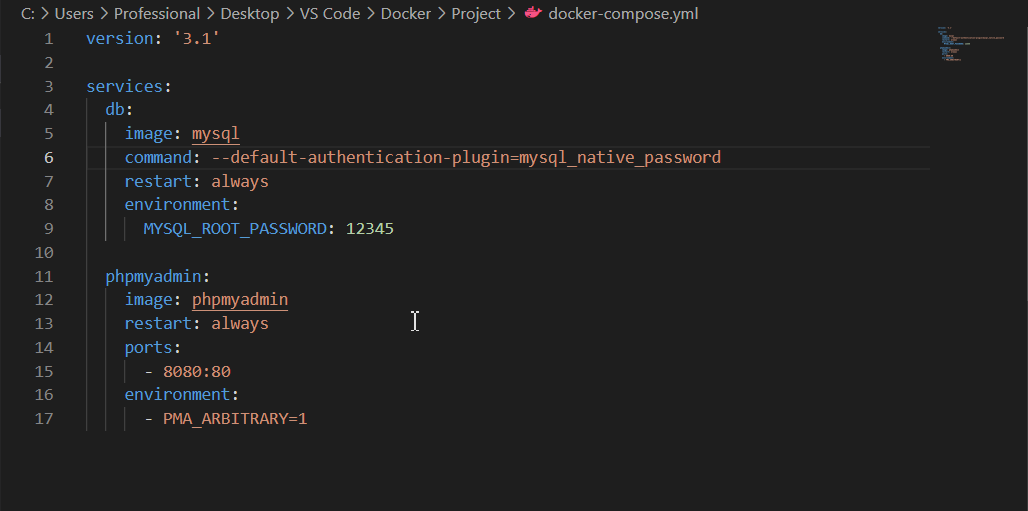 C: > Users > Professional > Desktop > VS Code > Docker > Project > docker-compose.yml
1 version: '3.1'
2
3 services:
4   db:
5     image: mysql
6     command: --default-authentication-plugin=mysql_native_password
7     restart: always
8     environment:
9       MYSQL_ROOT_PASSWORD: 12345
10
11   phpmyadmin:
12     image: phpmyadmin
13     restart: always
14     ports:
15       - 8080:80
16     environment:
17       - PMA_ARBITRARY=1